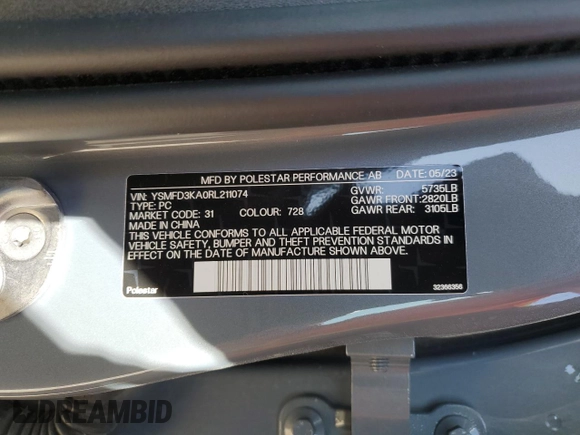 MFD BY POLESTAR PERFORMANCE AB DATE: 05/23
VIN: YSMFD3KA0RL211074 GVWR: 5735LB
TYPE: PC GAWR FRONT: 2820LB
MARKET CODE: 31 COLOUR: 728 GAWR REAR: 3105LB
MADE IN CHINA
THIS VEHICLE CONFORMS TO ALL APPLICABLE FEDERAL MOTOR
VEHICLE SAFETY, BUMPER AND THEFT PREVENTION STANDARDS IN
EFFECT ON THE DATE OF MANUFACTURE SHOWN ABOVE.
Polestar 32388356
DREAMBID